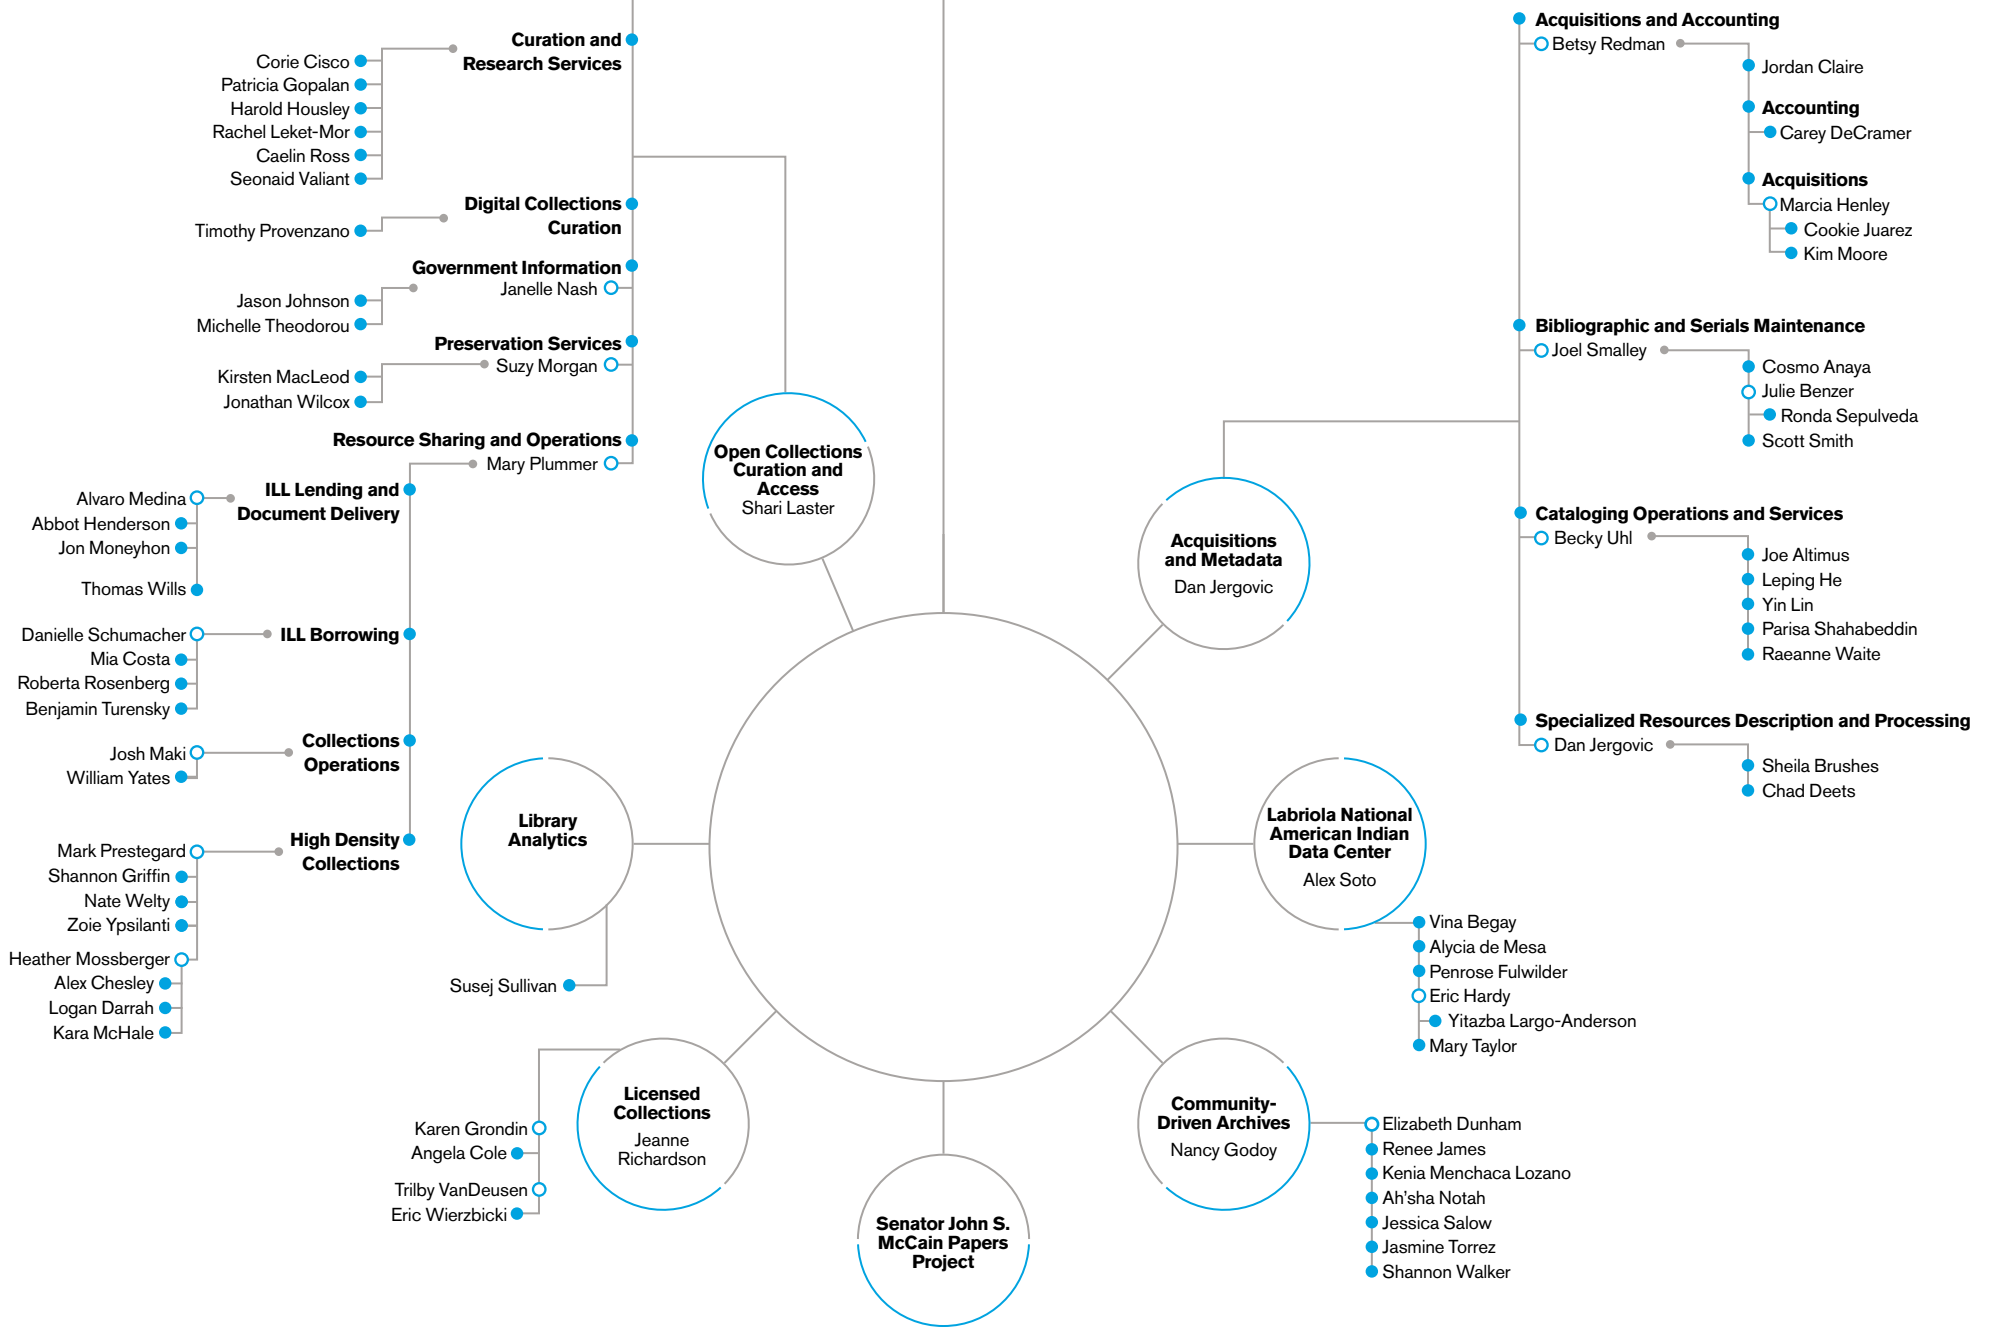 Curation and
Research Services
Corie Cisco
Patricia Gopalan
Harold Housley
Rachel Leket-Mor
Caelin Ross
Seonaid Valiant
Digital Collections
Curation
Timothy Provenzano
Government Information
Janelle Nash
Jason Johnson
Michelle Theodorou
Preservation Services
Suzy Morgan
Kirsten MacLeod
Jonathan Wilcox
Resource Sharing and Operations
Mary Plummer
ILL Lending and
Document Delivery
Alvaro Medina
Abbot Henderson
Jon Moneyhon
Thomas Wills
ILL Borrowing
Danielle Schumacher
Mia Costa
Roberta Rosenberg
Benjamin Turensky
Collections
Operations
Josh Maki
William Yates
High Density
Collections
Mark Prestegard
Shannon Griffin
Nate Welty
Zoie Ypsilanti
Heather Mossberger
Alex Chesley
Logan Darrah
Kara McHale
Open Collections
Curation and
Access
Shari Laster
Acquisitions
and Metadata
Dan Jergovic
Acquisitions and Accounting
Betsy Redman
Jordan Claire
Accounting
Carey DeCramer
Acquisitions
Marcia Henley
Cookie Juarez
Kim Moore
Bibliographic and Serials Maintenance
Joel Smalley
Cosmo Anaya
Julie Benzer
Ronda Sepulveda
Scott Smith
Cataloging Operations and Services
Becky Uhl
Joe Altimus
Leping He
Yin Lin
Parisa Shahabeddin
Raeanne Waite
Specialized Resources Description and Processing
Dan Jergovic
Sheila Brushes
Chad Deets
Library
Analytics
Susej Sullivan
Labriola National
American Indian
Data Center
Alex Soto
Vina Begay
Alycia de Mesa
Penrose Fulwilder
Eric Hardy
Yitazba Largo-Anderson
Mary Taylor
Licensed
Collections
Jeanne
Richardson
Karen Grondin
Angela Cole
Trilby VanDeusen
Eric Wierzbicki
Senator John S.
McCain Papers
Project
Community-
Driven Archives
Nancy Godoy
Elizabeth Dunham
Renee James
Kenia Menchaca Lozano
Ah'sha Notah
Jessica Salow
Jasmine Torrez
Shannon Walker